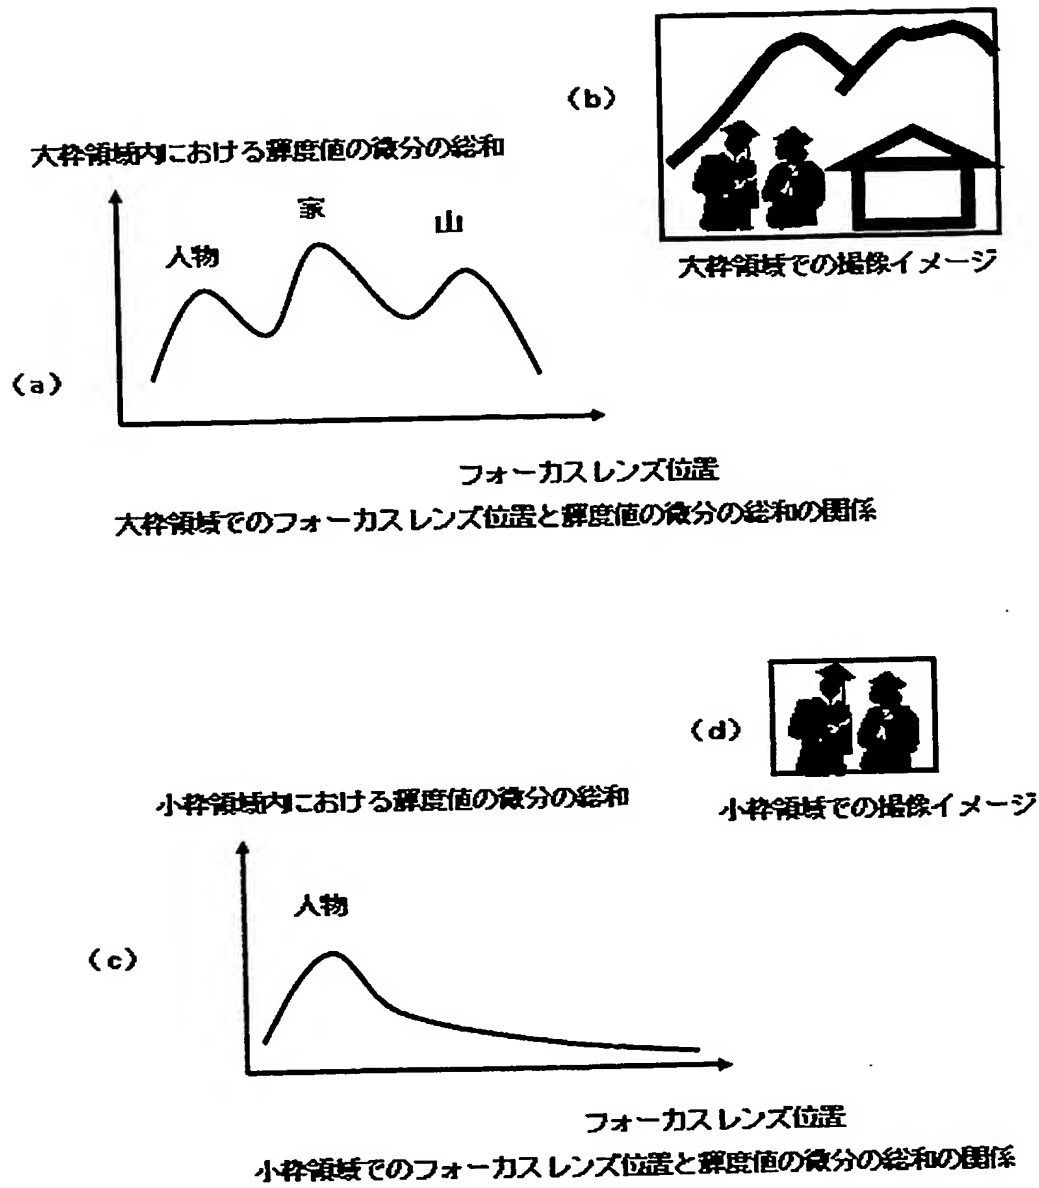 (b)
大枠領域内における輝度値の微分の総和
家
山
人物
大枠領域での撮像イメージ
(a)
フォーカスレンズ位置
大枠領域でのフォーカスレンズ位置と輝度値の微分の総和の関係
(d)
小枠領域内における輝度値の微分の総和
小枠領域での撮像イメージ
人物
(c)
フォーカスレンズ位置
小枠領域でのフォーカスレンズ位置と輝度値の微分の総和の関係